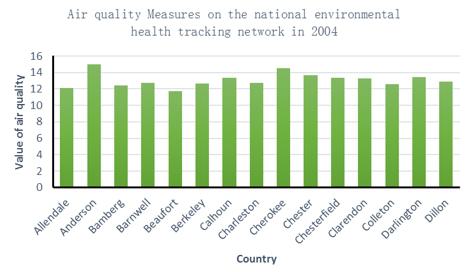 Air quality Measures on the national environmental
health tracking network in 2004
Value of air quality
16
14
12
10
8
6
4
2
0
Allendale
Anderson
Bamberg
Barnwell
Beaufort
Berkeley
Calhoun
Charleston
Cherokee
Chester
Chesterfield
Clarendon
Colleton
Darlington
Dillon
Country